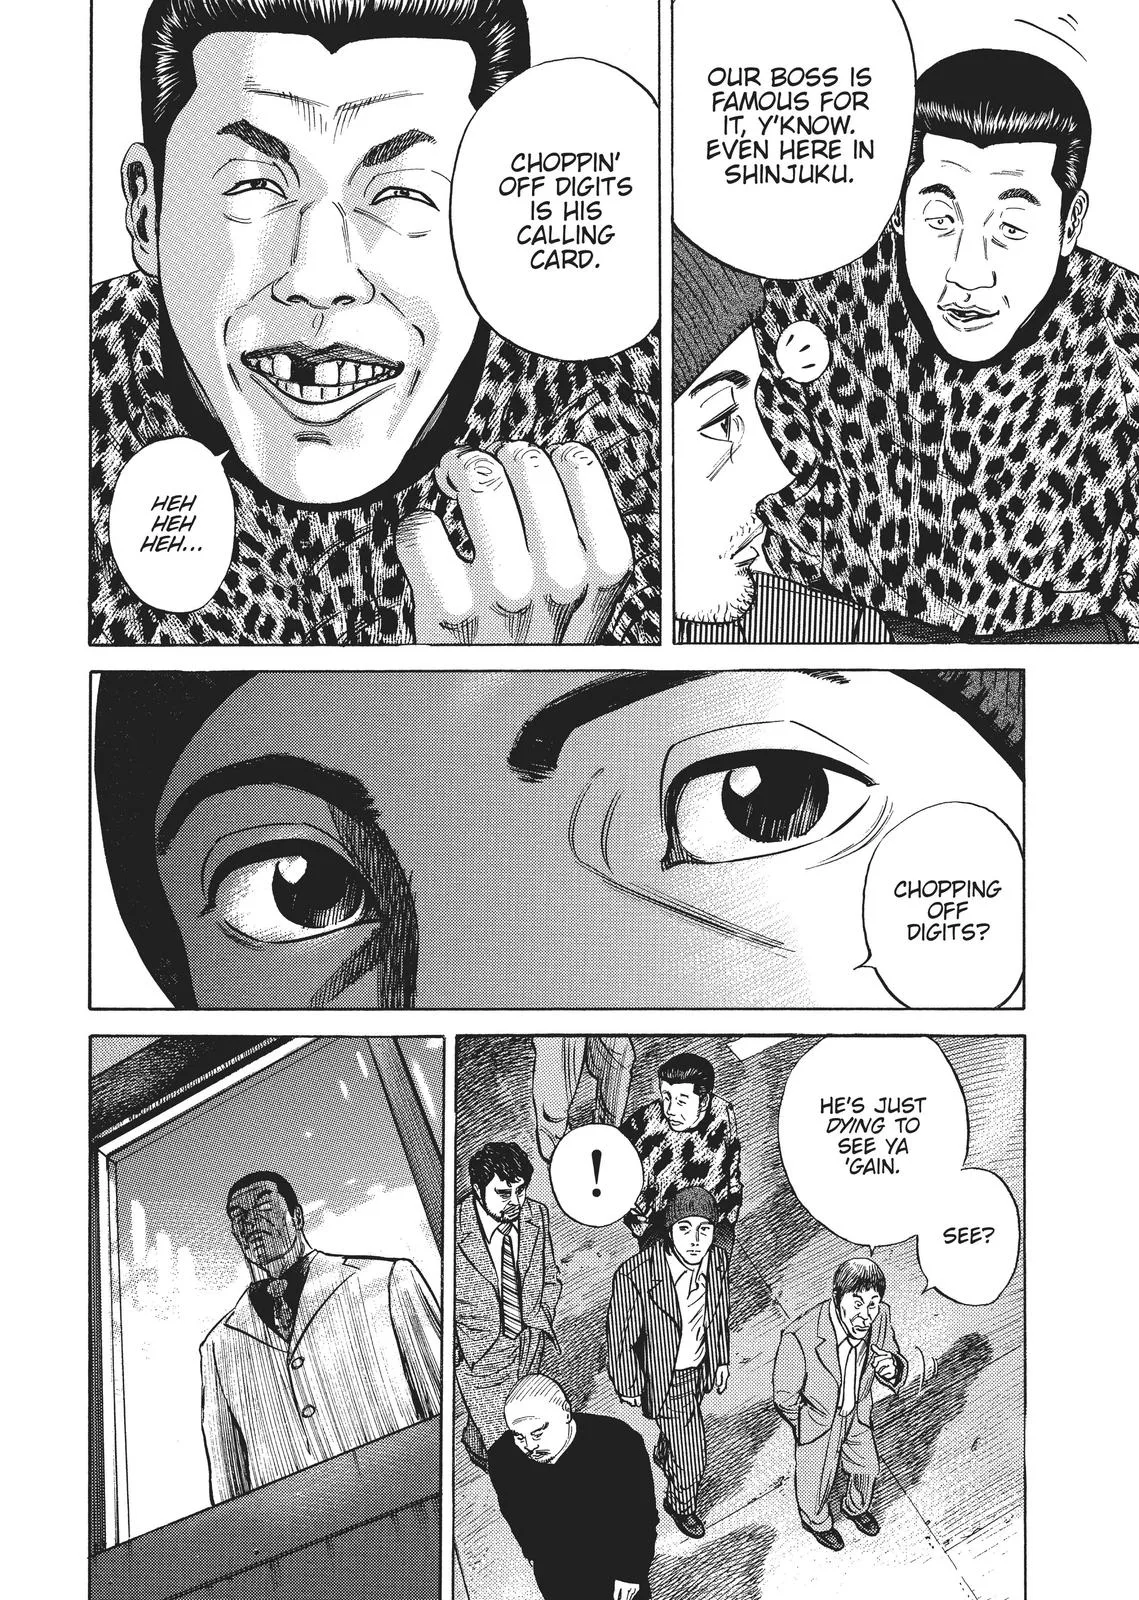 OUR BOSS IS
FAMOUS FOR
IT, Y'KNOW.
EVEN HERE IN
SHINJUKU.
CHOPPIN'
OFF DIGITS
IS HIS
CALLING
CARD.
HEH
HEH
HEH...
CHOPPING
OFF
DIGITS?
HE'S JUST
DYING TO
SEE YA
'GAIN.
SEE?
!